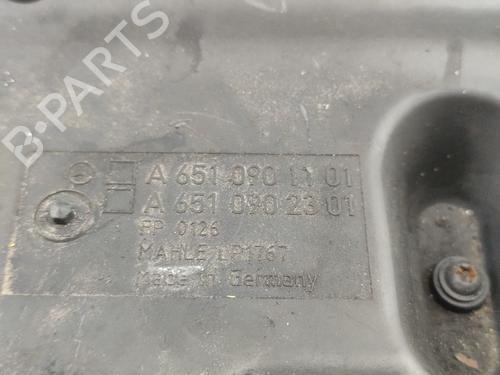 A 651 090 11 01
A 651 090 23 01
PP 0126
MAHLE LP1767
Made in Germany
B-PARTS